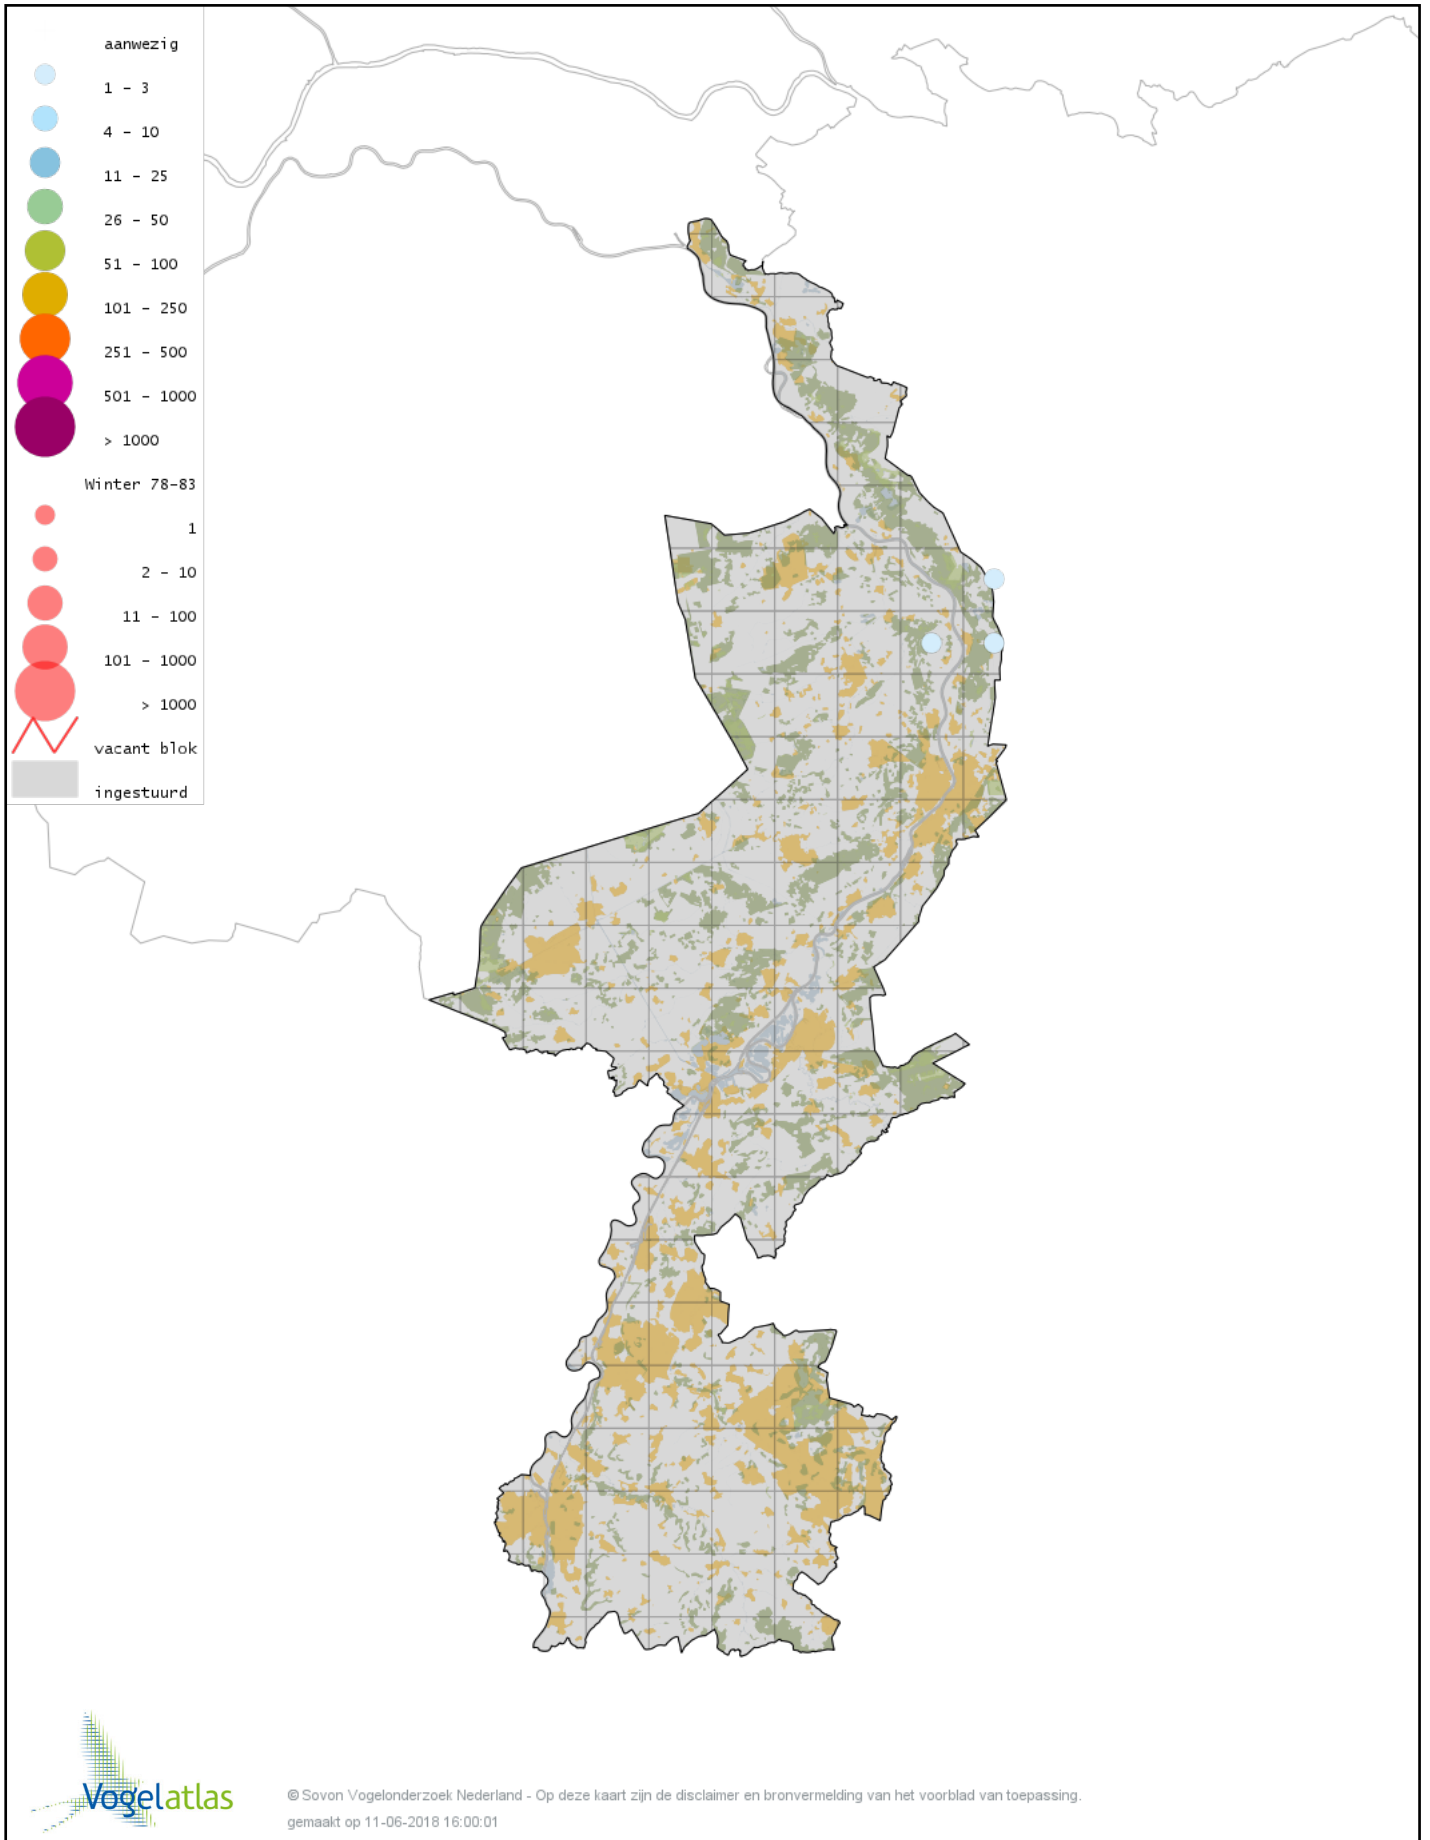 aanwezig
1 – 3
4 – 10
11 – 25
26 – 50
51 – 100
101 – 250
251 – 500
501 – 1000
> 1000
Winter 78–83
1
2 – 10
11 – 100
101 – 1000
> 1000
vacant blok
ingestuurd
Vogelatlas
© Sovon Vogelonderzoek Nederland - Op deze kaart zijn de disclaimer en bronvermelding van het voorblad van toepassing.
gemaakt op 11-06-2018 16:00:01